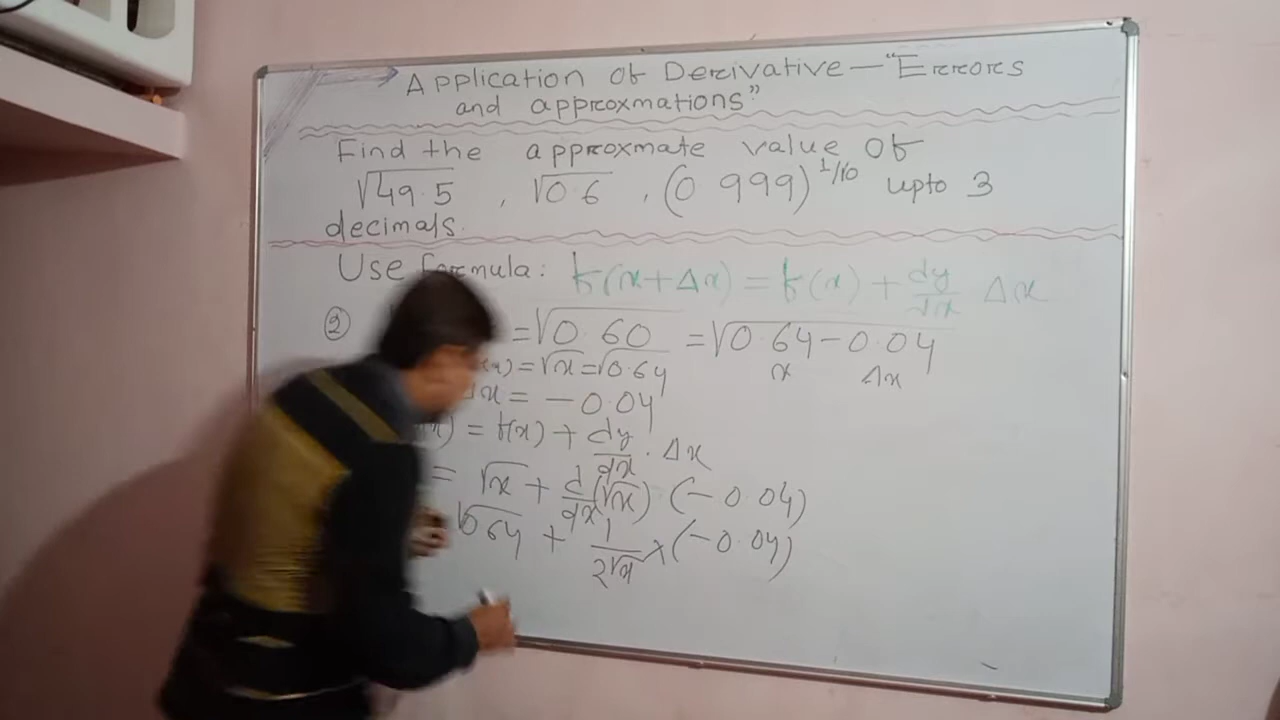 Application of Derivative – "Errors
and approxmations"
Find the approxmate value of
√49.5 , √0.6 , (0 999)^1/10 upto 3
decimals.
Use formula: f(x+Δx) = f(x) + dy/dx Δx
② = √0.60 = √0.64-0.04
x Δx
= √x = √0.64
= -0.04
= f(x) + dy/dx . Δx
= √x + d/dx(√x) . (-0.04)
√0.64 + 1/2√x × (-0.04)